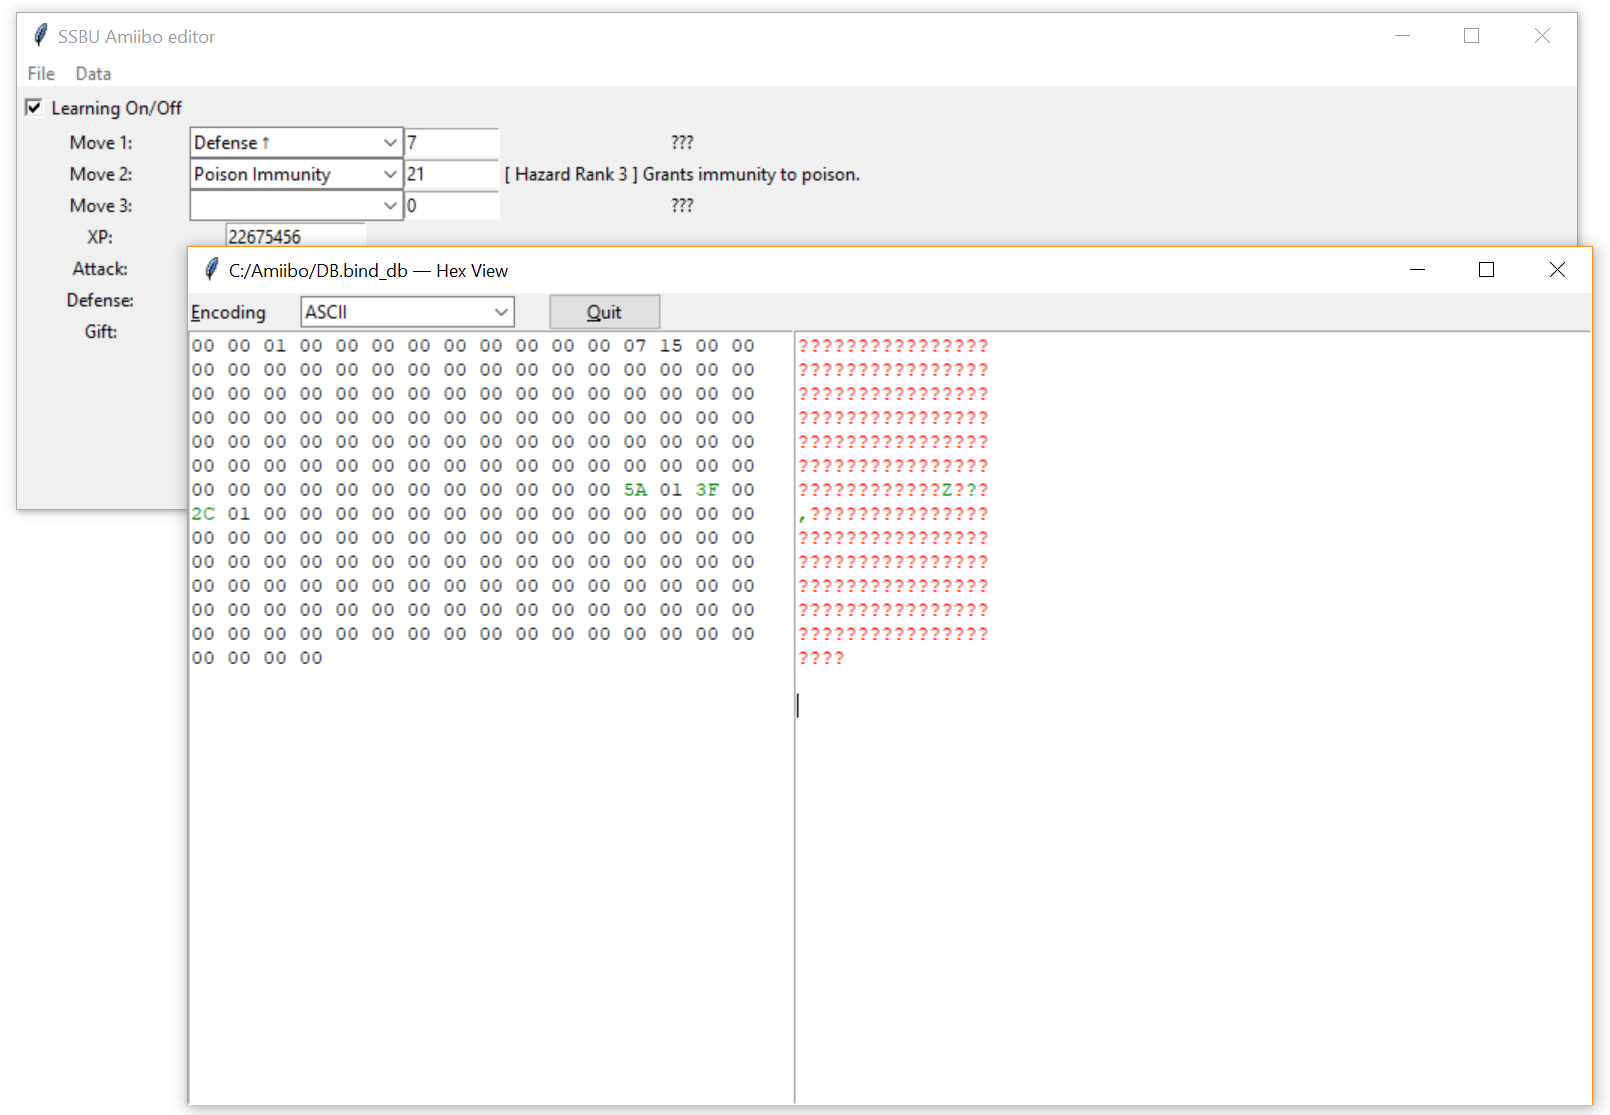 SSBU Amiibo editor
File Data
Learning On/Off
Move 1: Defense ↑ 7 ???
Move 2: Poison Immunity 21 [ Hazard Rank 3 ] Grants immunity to poison.
Move 3: 0 ???
XP: 22675456
Attack:
Defense:
Gift:
C:/Amiibo/DB.bind_db — Hex View
Encoding ASCII Quit
00 00 01 00 00 00 00 00 00 00 00 00 07 15 00 00 ????????????????
00 00 00 00 00 00 00 00 00 00 00 00 00 00 00 00 ????????????????
00 00 00 00 00 00 00 00 00 00 00 00 00 00 00 00 ????????????????
00 00 00 00 00 00 00 00 00 00 00 00 00 00 00 00 ????????????????
00 00 00 00 00 00 00 00 00 00 00 00 00 00 00 00 ????????????????
00 00 00 00 00 00 00 00 00 00 00 00 00 00 00 00 ????????????????
00 00 00 00 00 00 00 00 00 00 00 00 5A 01 3F 00 ????????????Z???
2C 01 00 00 00 00 00 00 00 00 00 00 00 00 00 00 ,???????????????
00 00 00 00 00 00 00 00 00 00 00 00 00 00 00 00 ????????????????
00 00 00 00 00 00 00 00 00 00 00 00 00 00 00 00 ????????????????
00 00 00 00 00 00 00 00 00 00 00 00 00 00 00 00 ????????????????
00 00 00 00 00 00 00 00 00 00 00 00 00 00 00 00 ????????????????
00 00 00 00 00 00 00 00 00 00 00 00 00 00 00 00 ????????????????
00 00 00 00 ????